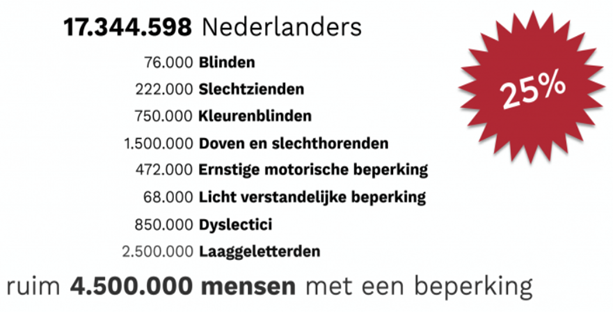 17.344.598 Nederlanders
76.000 Blinden
222.000 Slechtzienden
750.000 Kleurenblinden
1.500.000 Doven en slechthorenden
472.000 Ernstige motorische beperking
68.000 Licht verstandelijke beperking
850.000 Dyslectici
2.500.000 Laaggeletterden
ruim 4.500.000 mensen met een beperking
25%